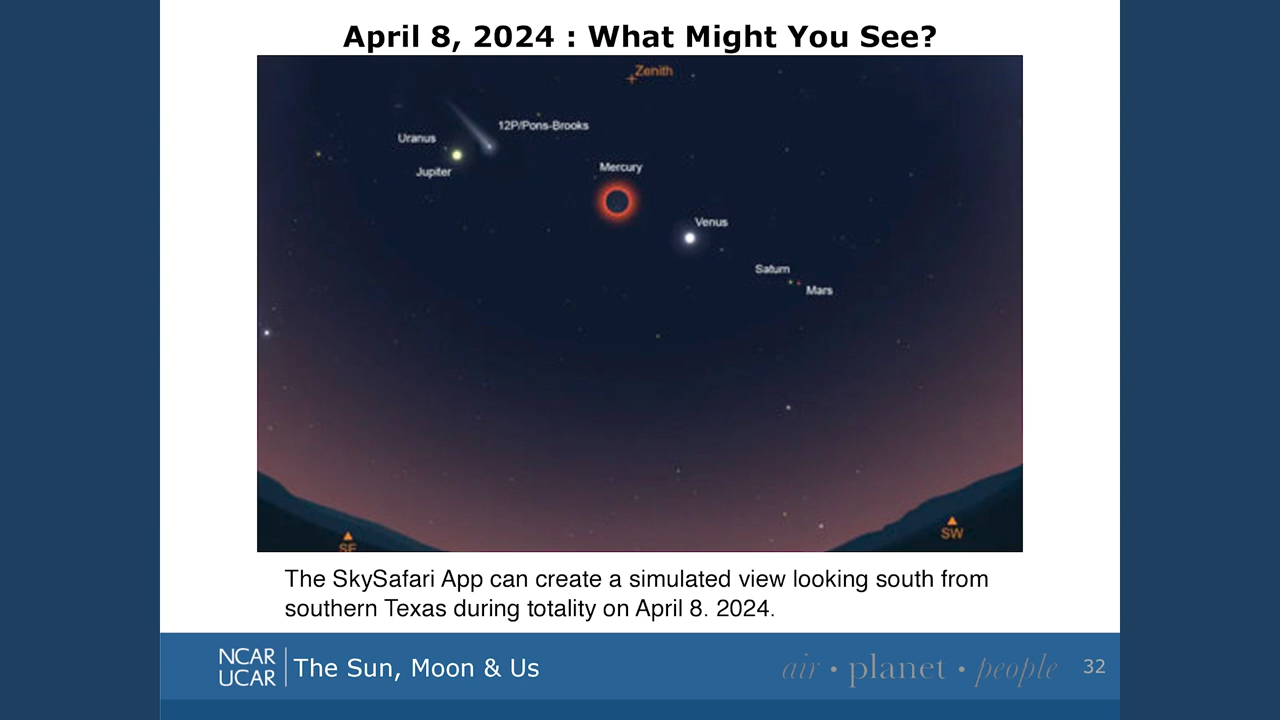 April 8, 2024 : What Might You See?
Zenith
12P/Pons-Brooks
Uranus
Jupiter
Mercury
Venus
Saturn
Mars
SE
SW
The SkySafari App can create a simulated view looking south from
southern Texas during totality on April 8. 2024.
NCAR
UCAR
The Sun, Moon & Us
air • planet • people
32